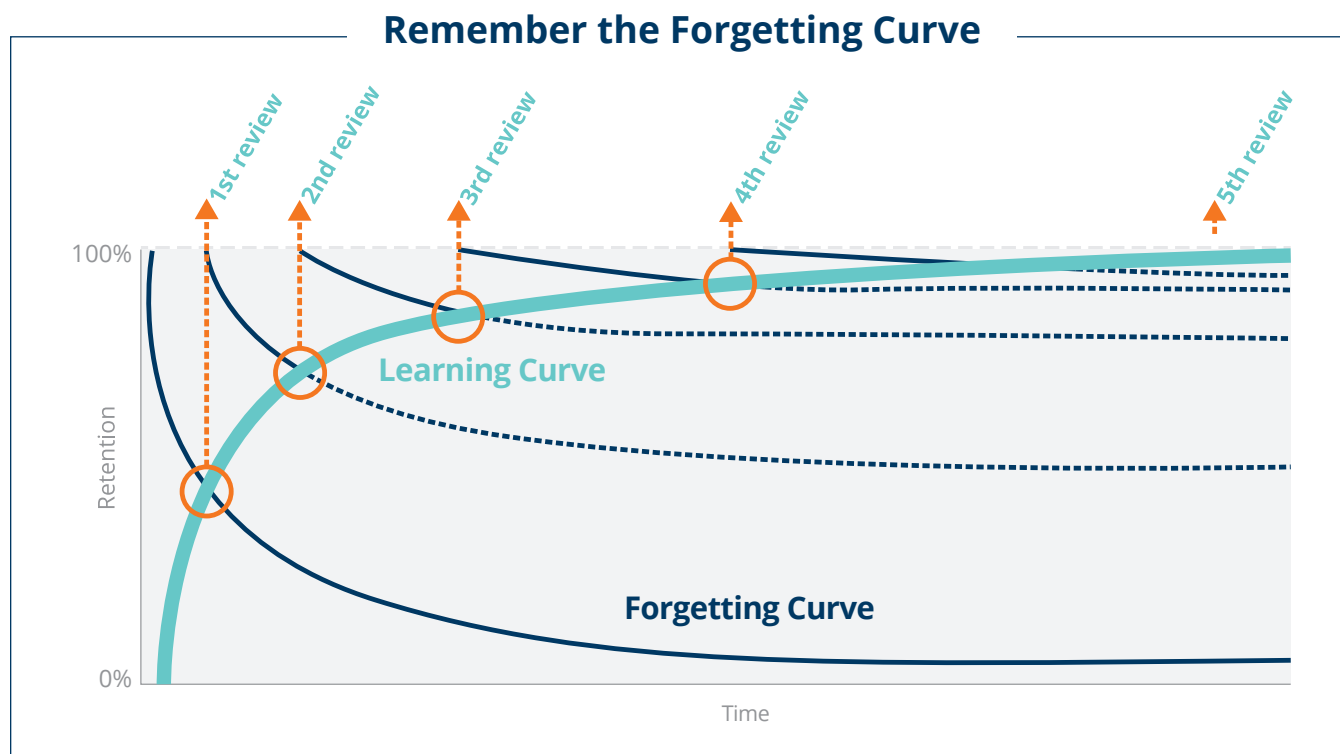 Remember the Forgetting Curve
1st review
2nd review
3rd review
4th review
5th review
100%
Learning Curve
Retention
Forgetting Curve
0%
Time